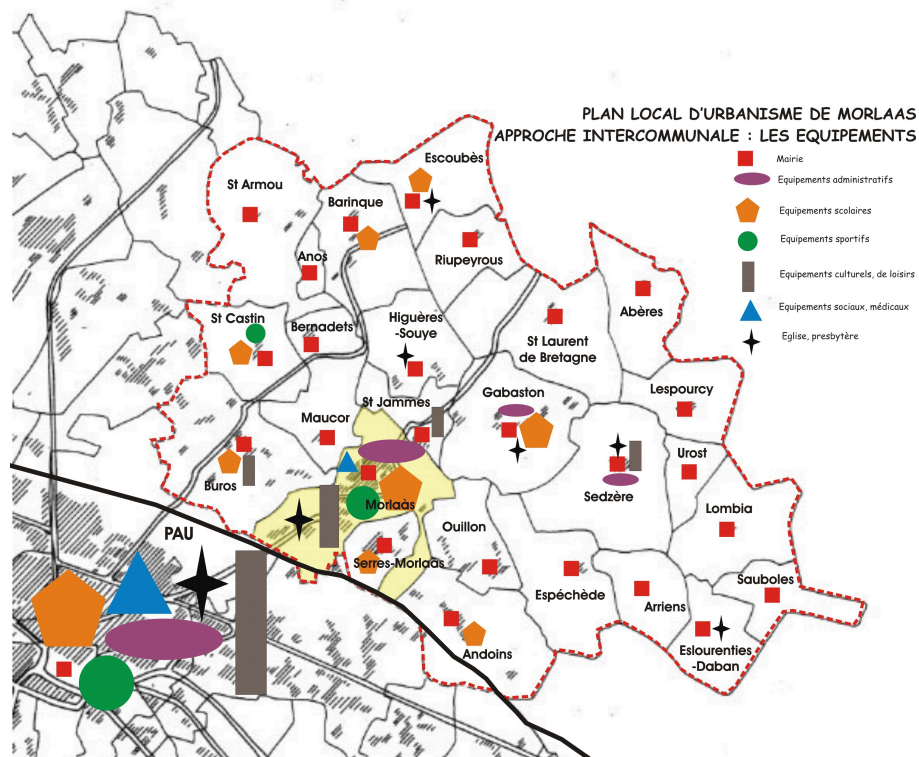 PLAN LOCAL D'URBANISME DE MORLAAS
APPROCHE INTERCOMMUNALE : LES EQUIPEMENTS
Mairie
Equipements administratifs
Equipements scolaires
Equipements sportifs
Equipements culturels, de loisirs
Equipements sociaux, médicaux
Eglise, presbytère
Escoubès
St Armou
Barinque
Anos
Riupeyrous
Abères
St Castin
Bernadets
Higuères
-Souye
St Laurent
de Bretagne
Lespourcy
Gabaston
St Jammes
Maucor
Urost
Buros
Sedzère
Morlaàs
Lombia
Ouillon
PAU
Serres-Morlaas
Espéchède
Arriens
Sauboles
Andoins
Eslourenties
-Daban